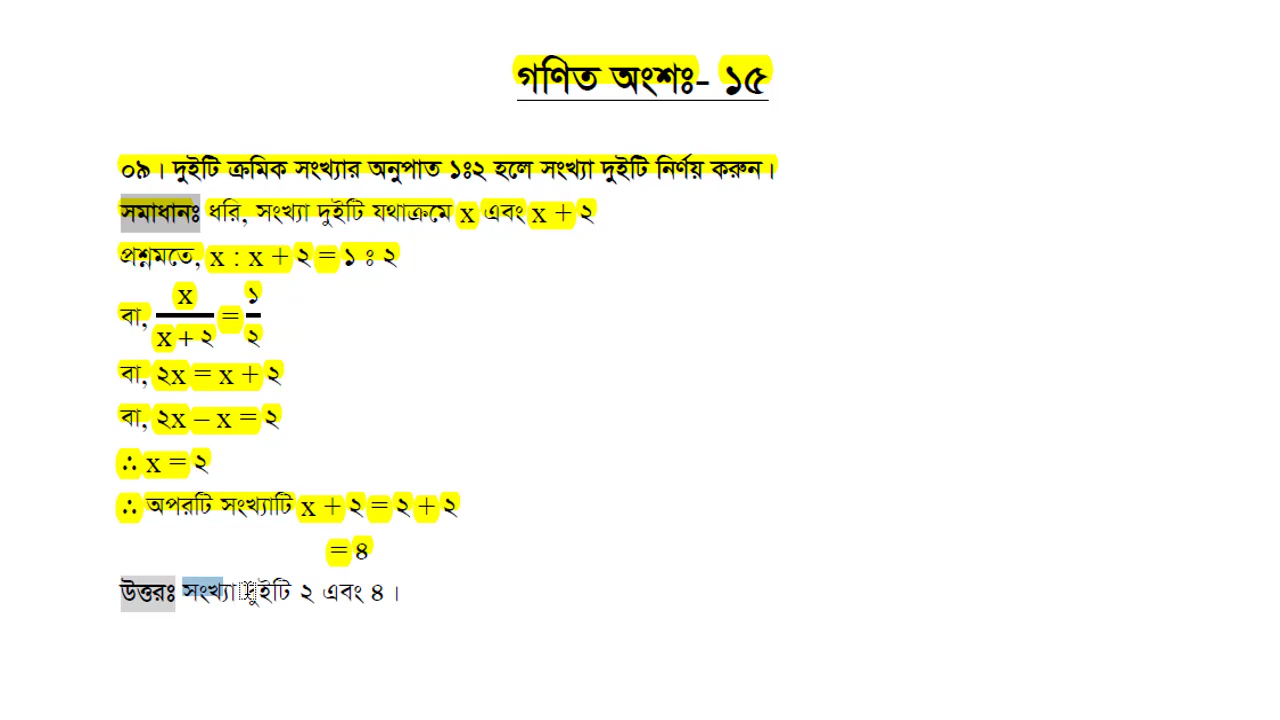 গণিত অংশঃ- ১৫
০৯। দুইটি ক্রমিক সংখ্যার অনুপাত ১ঃ২ হলে সংখ্যা দুইটি নির্ণয় করুন।
সমাধানঃ ধরি, সংখ্যা দুইটি যথাক্রমে x এবং x + ২
প্রশ্নমতে, x : x + ২ = ১ ঃ ২
বা, x/x + ২ = ১/২
বা, ২x = x + ২
বা, ২x – x = ২
∴ x = ২
∴ অপরটি সংখ্যাটি x + ২ = ২ + ২
= ৪
উত্তরঃ সংখ্যা দুইটি ২ এবং ৪।